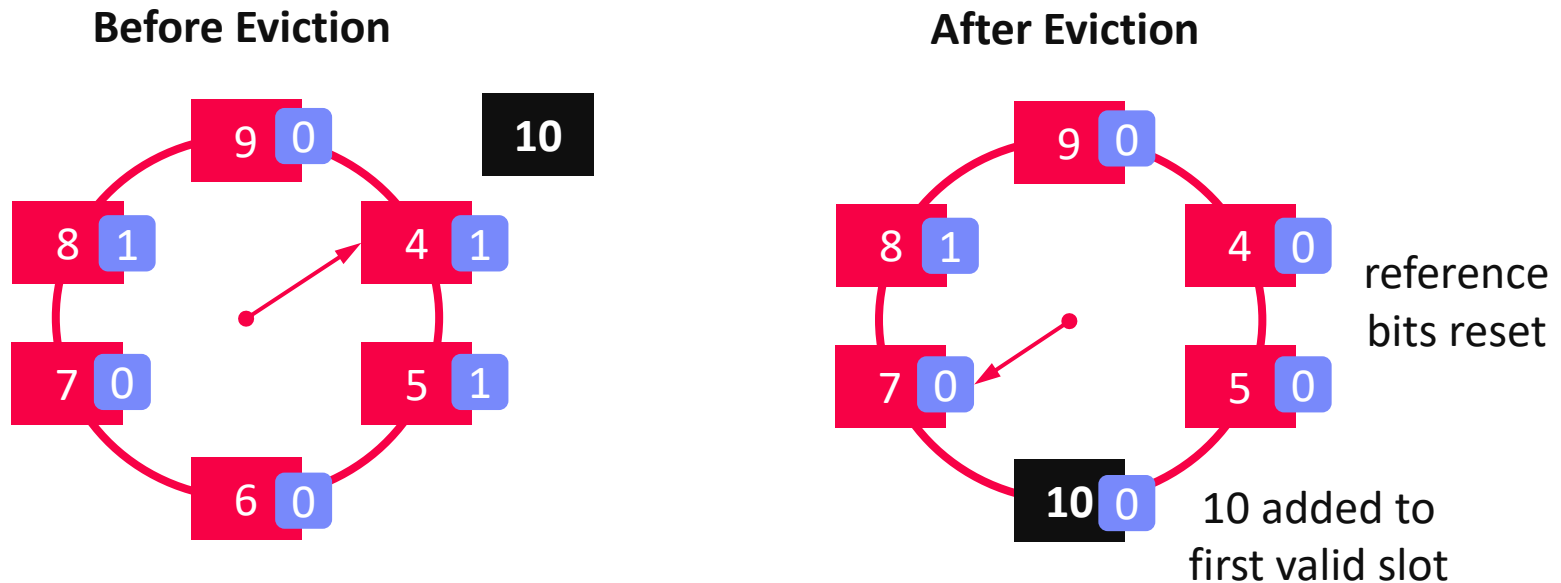 Before Eviction
9 0
10
8 1
4 1
7 0
5 1
6 0
After Eviction
9 0
8 1
4 0
reference
bits reset
7 0
5 0
10 0
10 added to
first valid slot